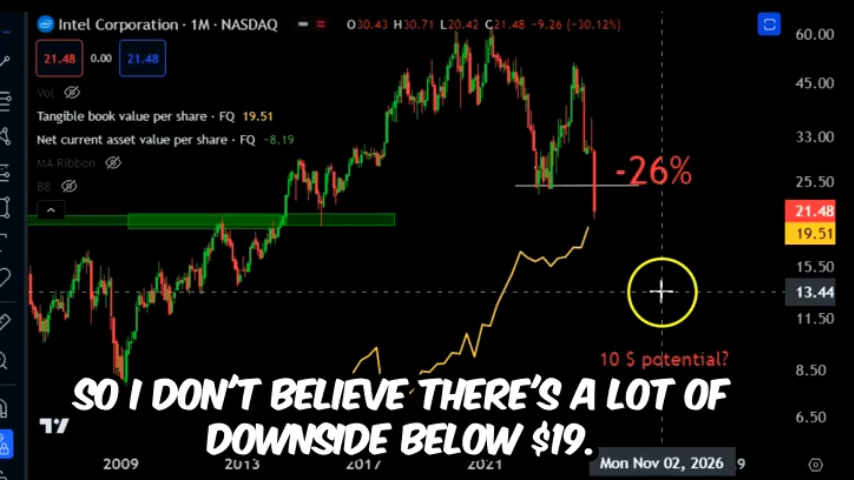 Intel Corporation · 1M · NASDAQ O30.43 H30.71 L20.42 C21.48 -9.26 (-30.12%)
21.48 0.00 21.48
Vol
Tangible book value per share · FQ 19.51
Net current asset value per share · FQ -8.19
MA Ribbon
BB
-26%
60.00
45.00
33.00
25.50
21.48
19.51
15.50
13.44
11.50
8.50
6.50
10 $ potential?
SO I DON'T BELIEVE THERE'S A LOT OF
DOWNSIDE BELOW $19.
2009 2013 2017 2021 Mon Nov 02, 2026 9